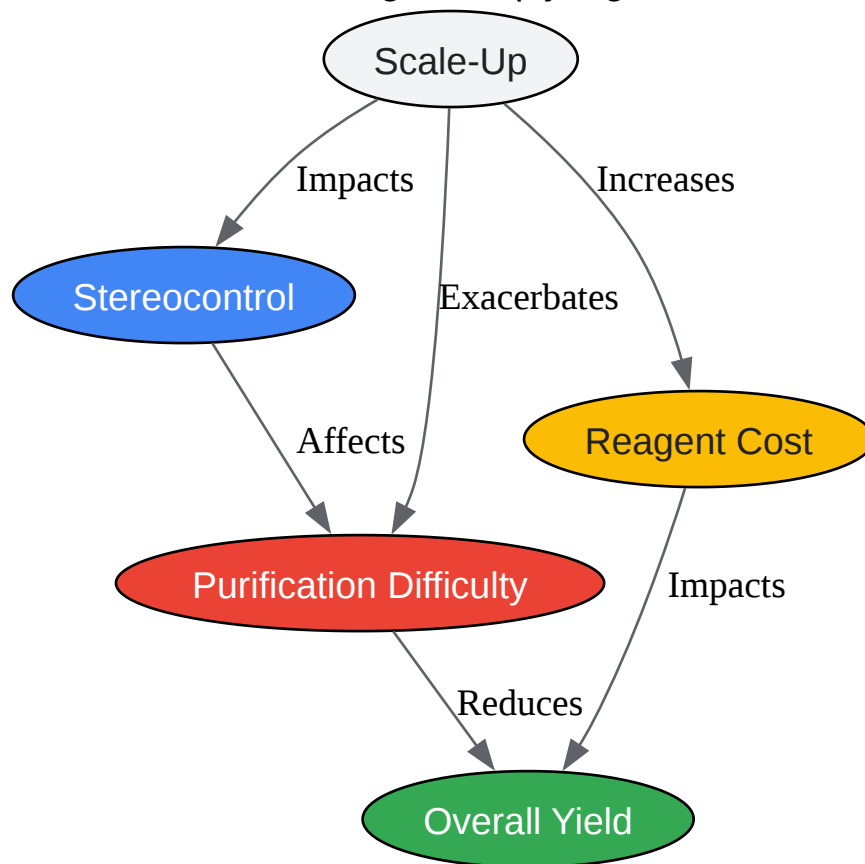 Scale-Up
Impacts
Increases
Stereocontrol
Exacerbates
Affects
Reagent Cost
Purification Difficulty
Impacts
Reduces
Overall Yield